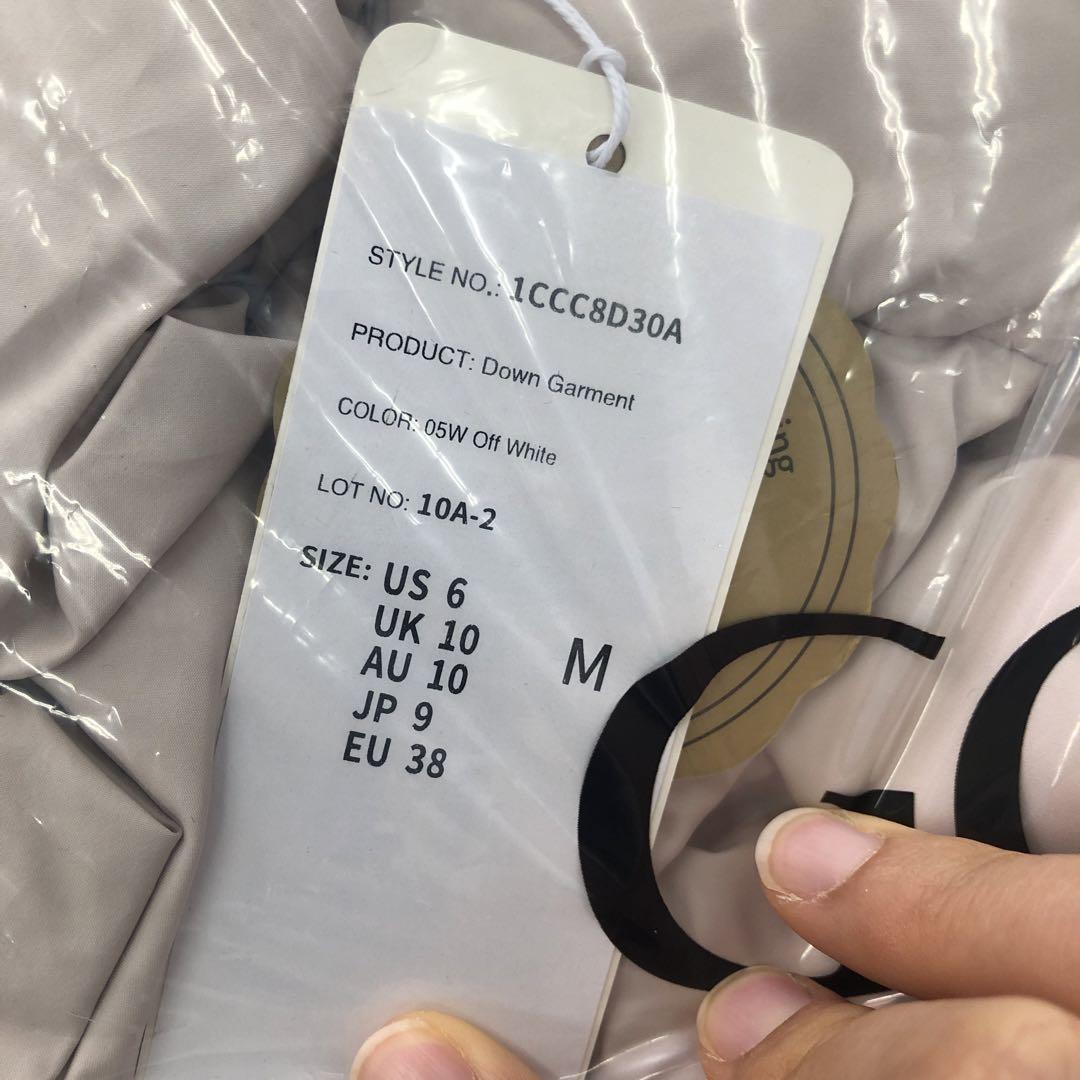 STYLE NO.: 1CCC8D30A
PRODUCT: Down Garment
COLOR: 05W Off White
LOT NO: 10A-2
SIZE: US 6
UK 10
AU 10
M
JP 9
EU 38